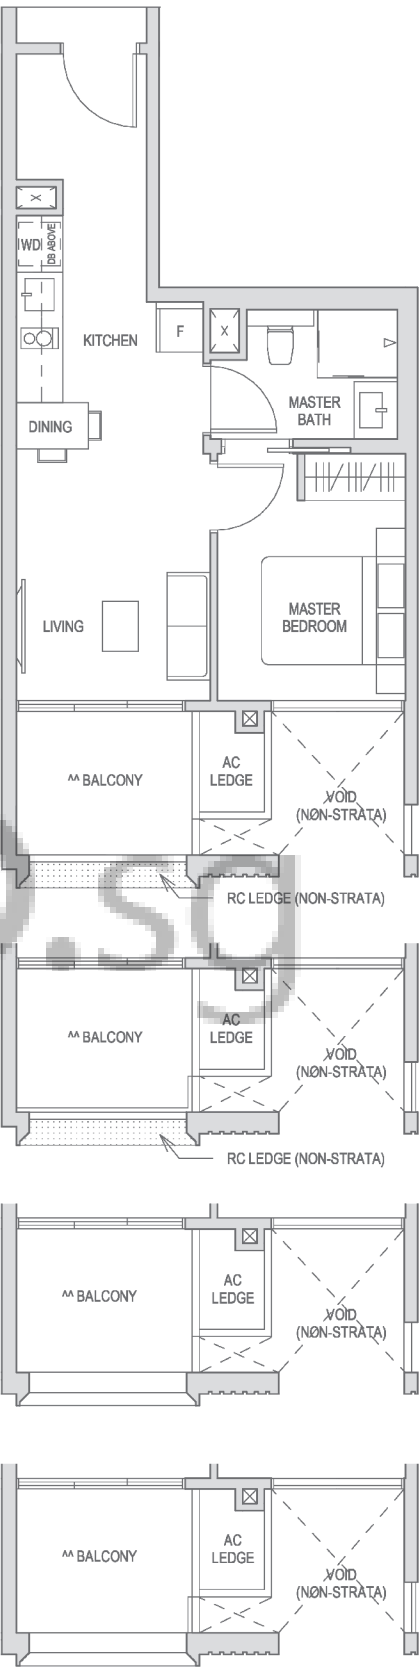 X
WD
DB ABOVE
KITCHEN
F
X
MASTER
BATH
DINING
LIVING
MASTER
BEDROOM
^^ BALCONY
AC
LEDGE
VOID
(NON-STRATA)
RC LEDGE (NON-STRATA)
.sg
^^ BALCONY
AC
LEDGE
VOID
(NON-STRATA)
RC LEDGE (NON-STRATA)
^^ BALCONY
AC
LEDGE
VOID
(NON-STRATA)
^^ BALCONY
AC
LEDGE
VOID
(NON-STRATA)